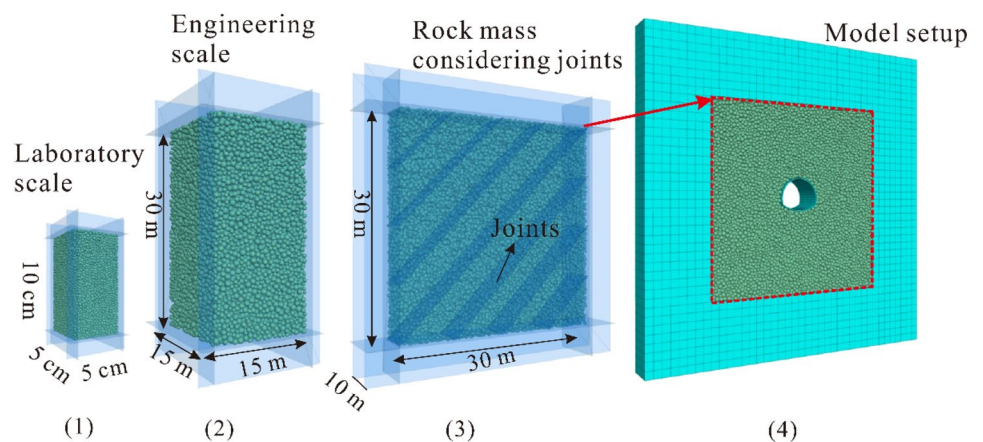 Laboratory
scale
10 cm
5 cm
5 cm
(1)
Engineering
scale
30 m
15 m
15 m
(2)
Rock mass
considering joints
30 m
Joints
30 m
10 m
(3)
Model setup
(4)